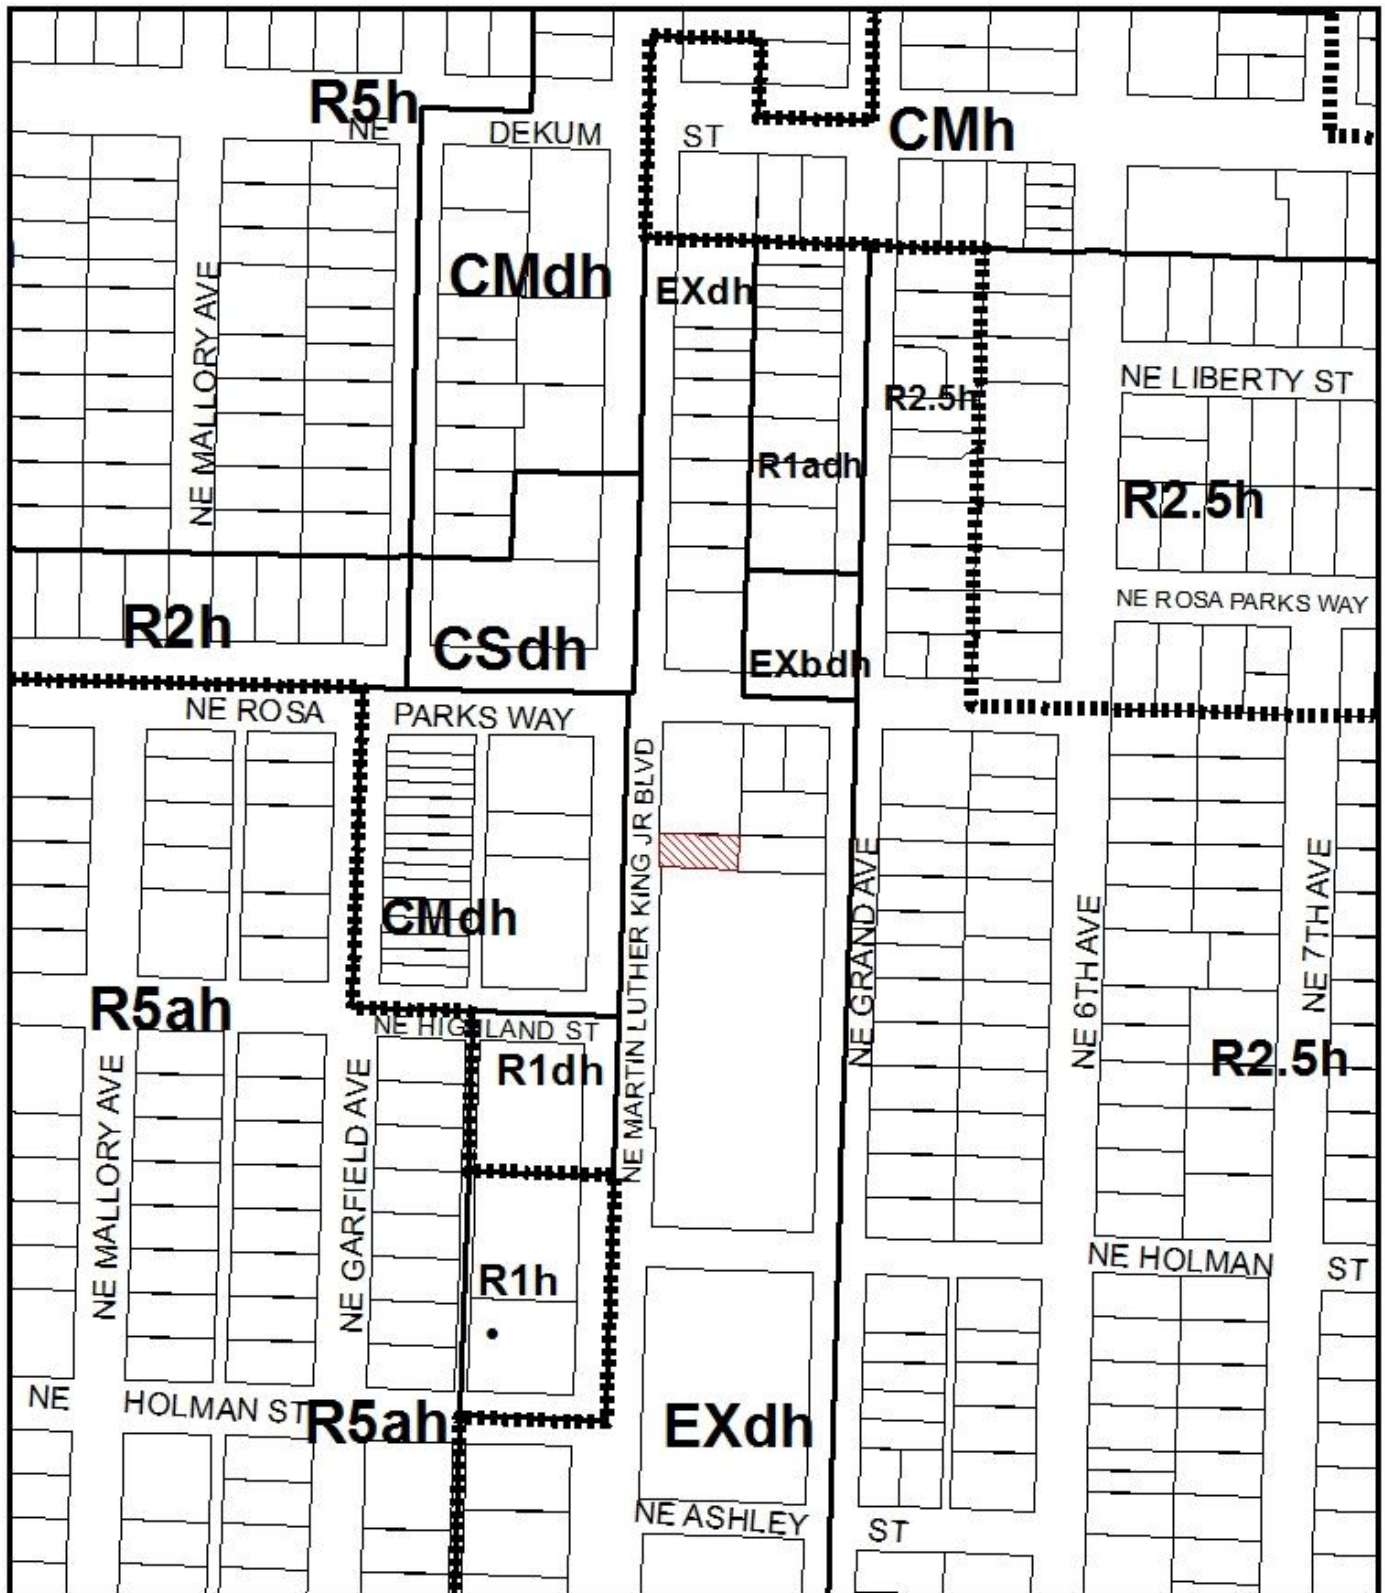 R5h
NE DEKUM ST
CMh
CMdh
EXdh
NE MALLORY AVE
NE LIBERTY ST
R2.5h
R1adh
R2.5h
NE ROSA PARKS WAY
R2h
CSdh
EXbdh
NE ROSA PARKS WAY
NE MARTIN LUTHER KING JR BLVD
NE GRAND AVE
NE 6TH AVE
NE 7TH AVE
CMdh
R5ah
NE HIGHLAND ST
R1dh
R2.5h
NE MALLORY AVE
NE GARFIELD AVE
NE HOLMAN ST
R1h
NE HOLMAN ST
R5ah
EXdh
NE ASHLEY ST